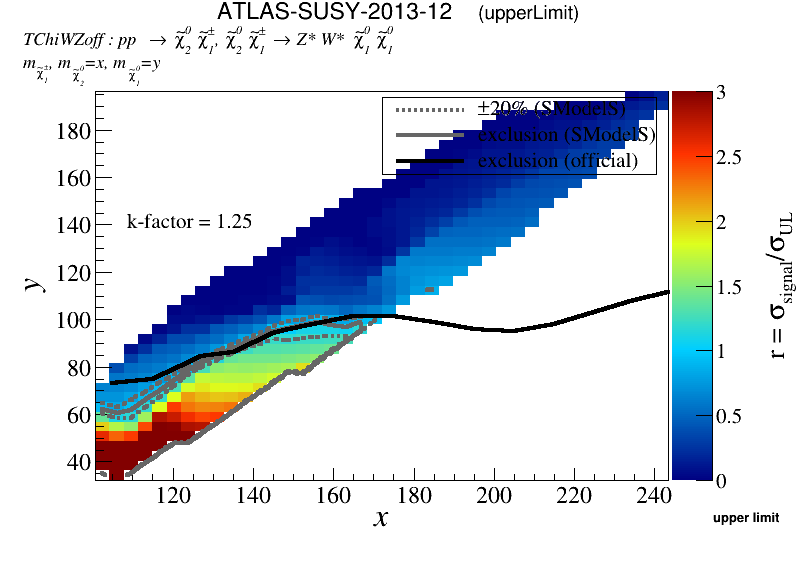 ATLAS-SUSY-2013-12 (upperLimit)
TChiWZoff : pp → χ̃₂⁰ χ̃₁±, χ̃₂⁰ χ̃₁± → Z* W* χ̃₁⁰ χ̃₁⁰
m_χ̃₁±, m_χ̃₂⁰=x, m_χ̃₁⁰=y
±20% (SModelS)
exclusion (SModelS)
exclusion (official)
k-factor = 1.25
y
180
160
140
120
100
80
60
40
120 140 160 180 200 220 240
x
3
2.5
2
1.5
1
0.5
0
r = σ_signal/σ_UL
upper limit